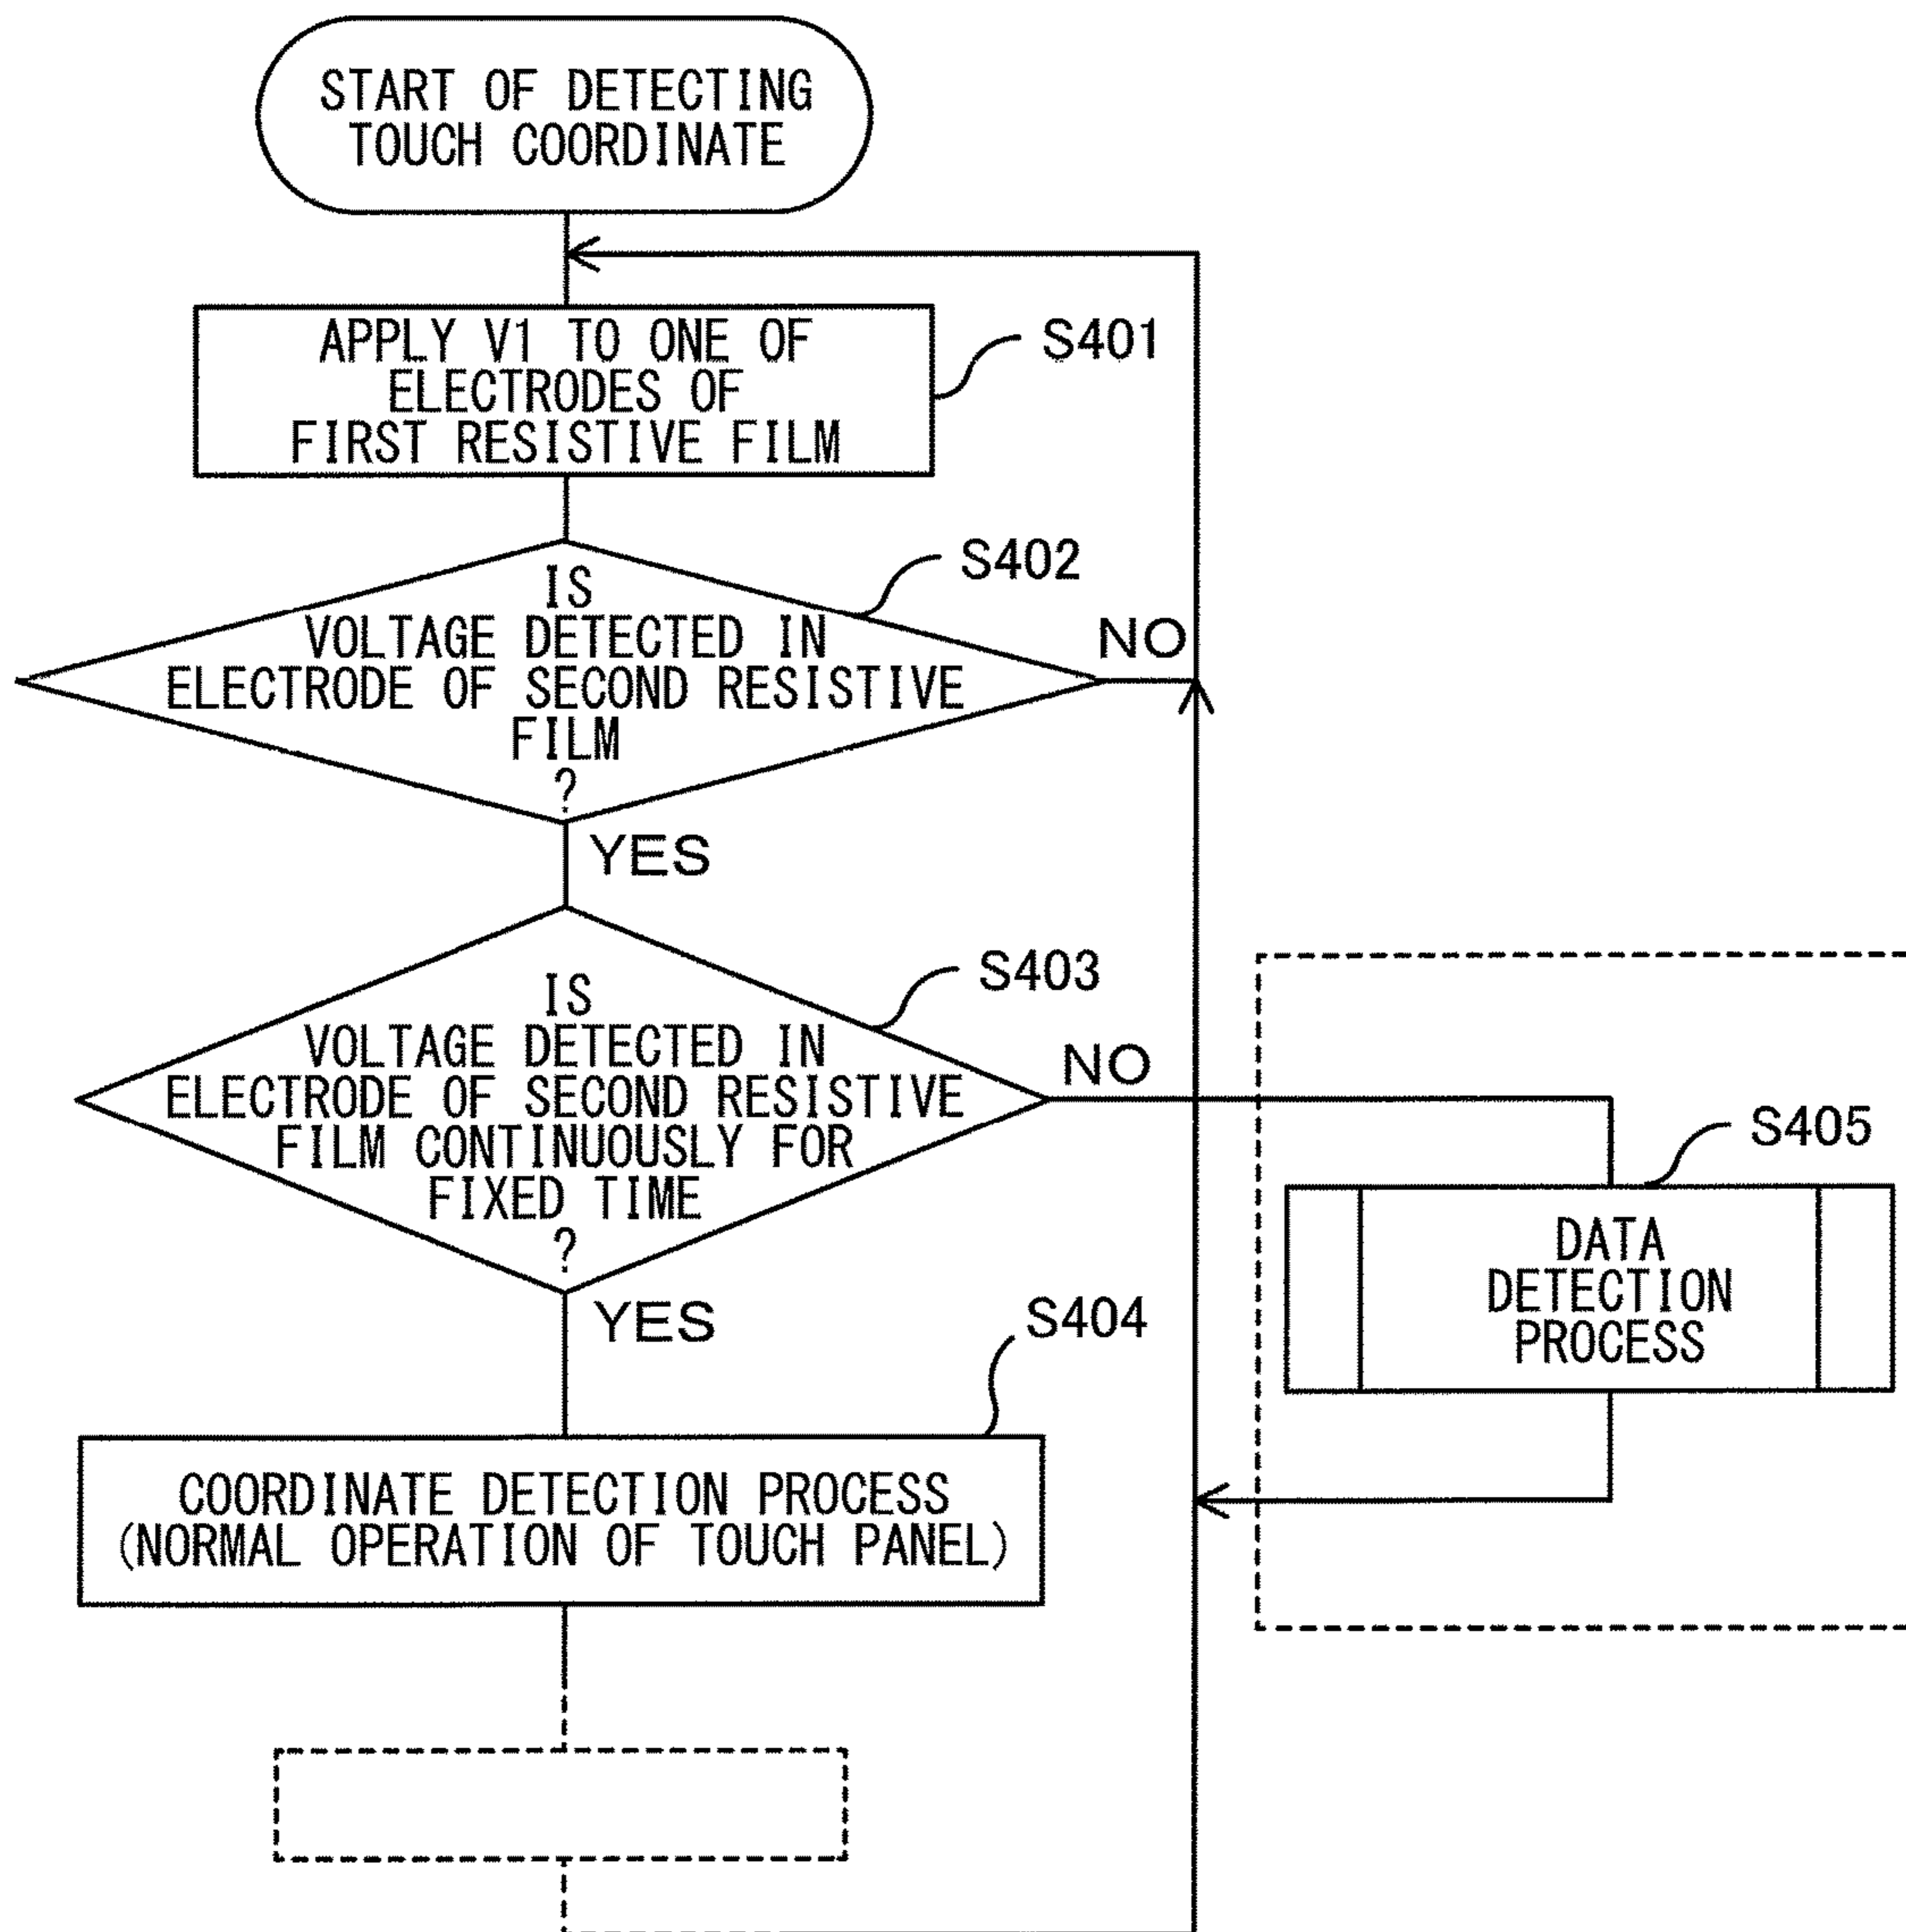 START OF DETECTING
TOUCH COORDINATE
APPLY V1 TO ONE OF
ELECTRODES OF
FIRST RESISTIVE FILM
S401
S402
IS
VOLTAGE DETECTED IN
ELECTRODE OF SECOND RESISTIVE
FILM
?
NO
YES
S403
IS
VOLTAGE DETECTED IN
ELECTRODE OF SECOND RESISTIVE
FILM CONTINUOUSLY FOR
FIXED TIME
?
NO
YES
S405
DATA
DETECTION
PROCESS
S404
COORDINATE DETECTION PROCESS
(NORMAL OPERATION OF TOUCH PANEL)